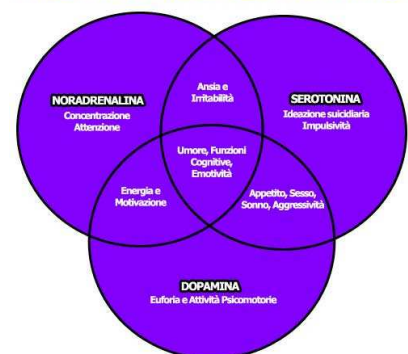 NORADRENALINA
Concentrazione
Attenzione
Ansia e
Irritabilità
SEROTONINA
Ideazione suicidiaria
Impulsività
Umore, Funzioni
Cognitive,
Emotività
Energia e
Motivazione
Appetito, Sesso,
Sonno, Aggressività
DOPAMINA
Euforia e Attività Psicomotorie